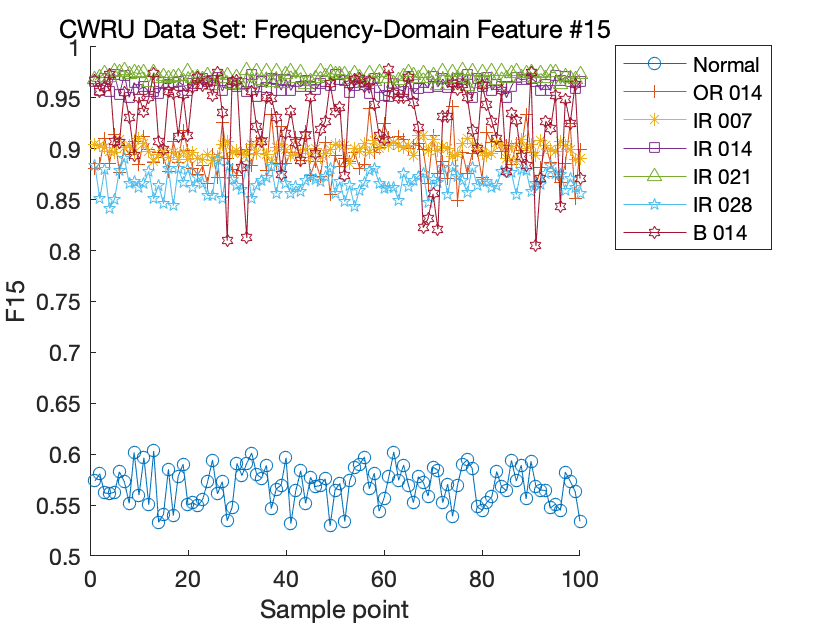 CWRU Data Set: Frequency-Domain Feature #15
1
0.95
0.9
0.85
0.8
0.75
0.7
0.65
0.6
0.55
0.5
F15
0
20
40
60
80
100
Sample point
Normal
OR 014
IR 007
IR 014
IR 021
IR 028
B 014